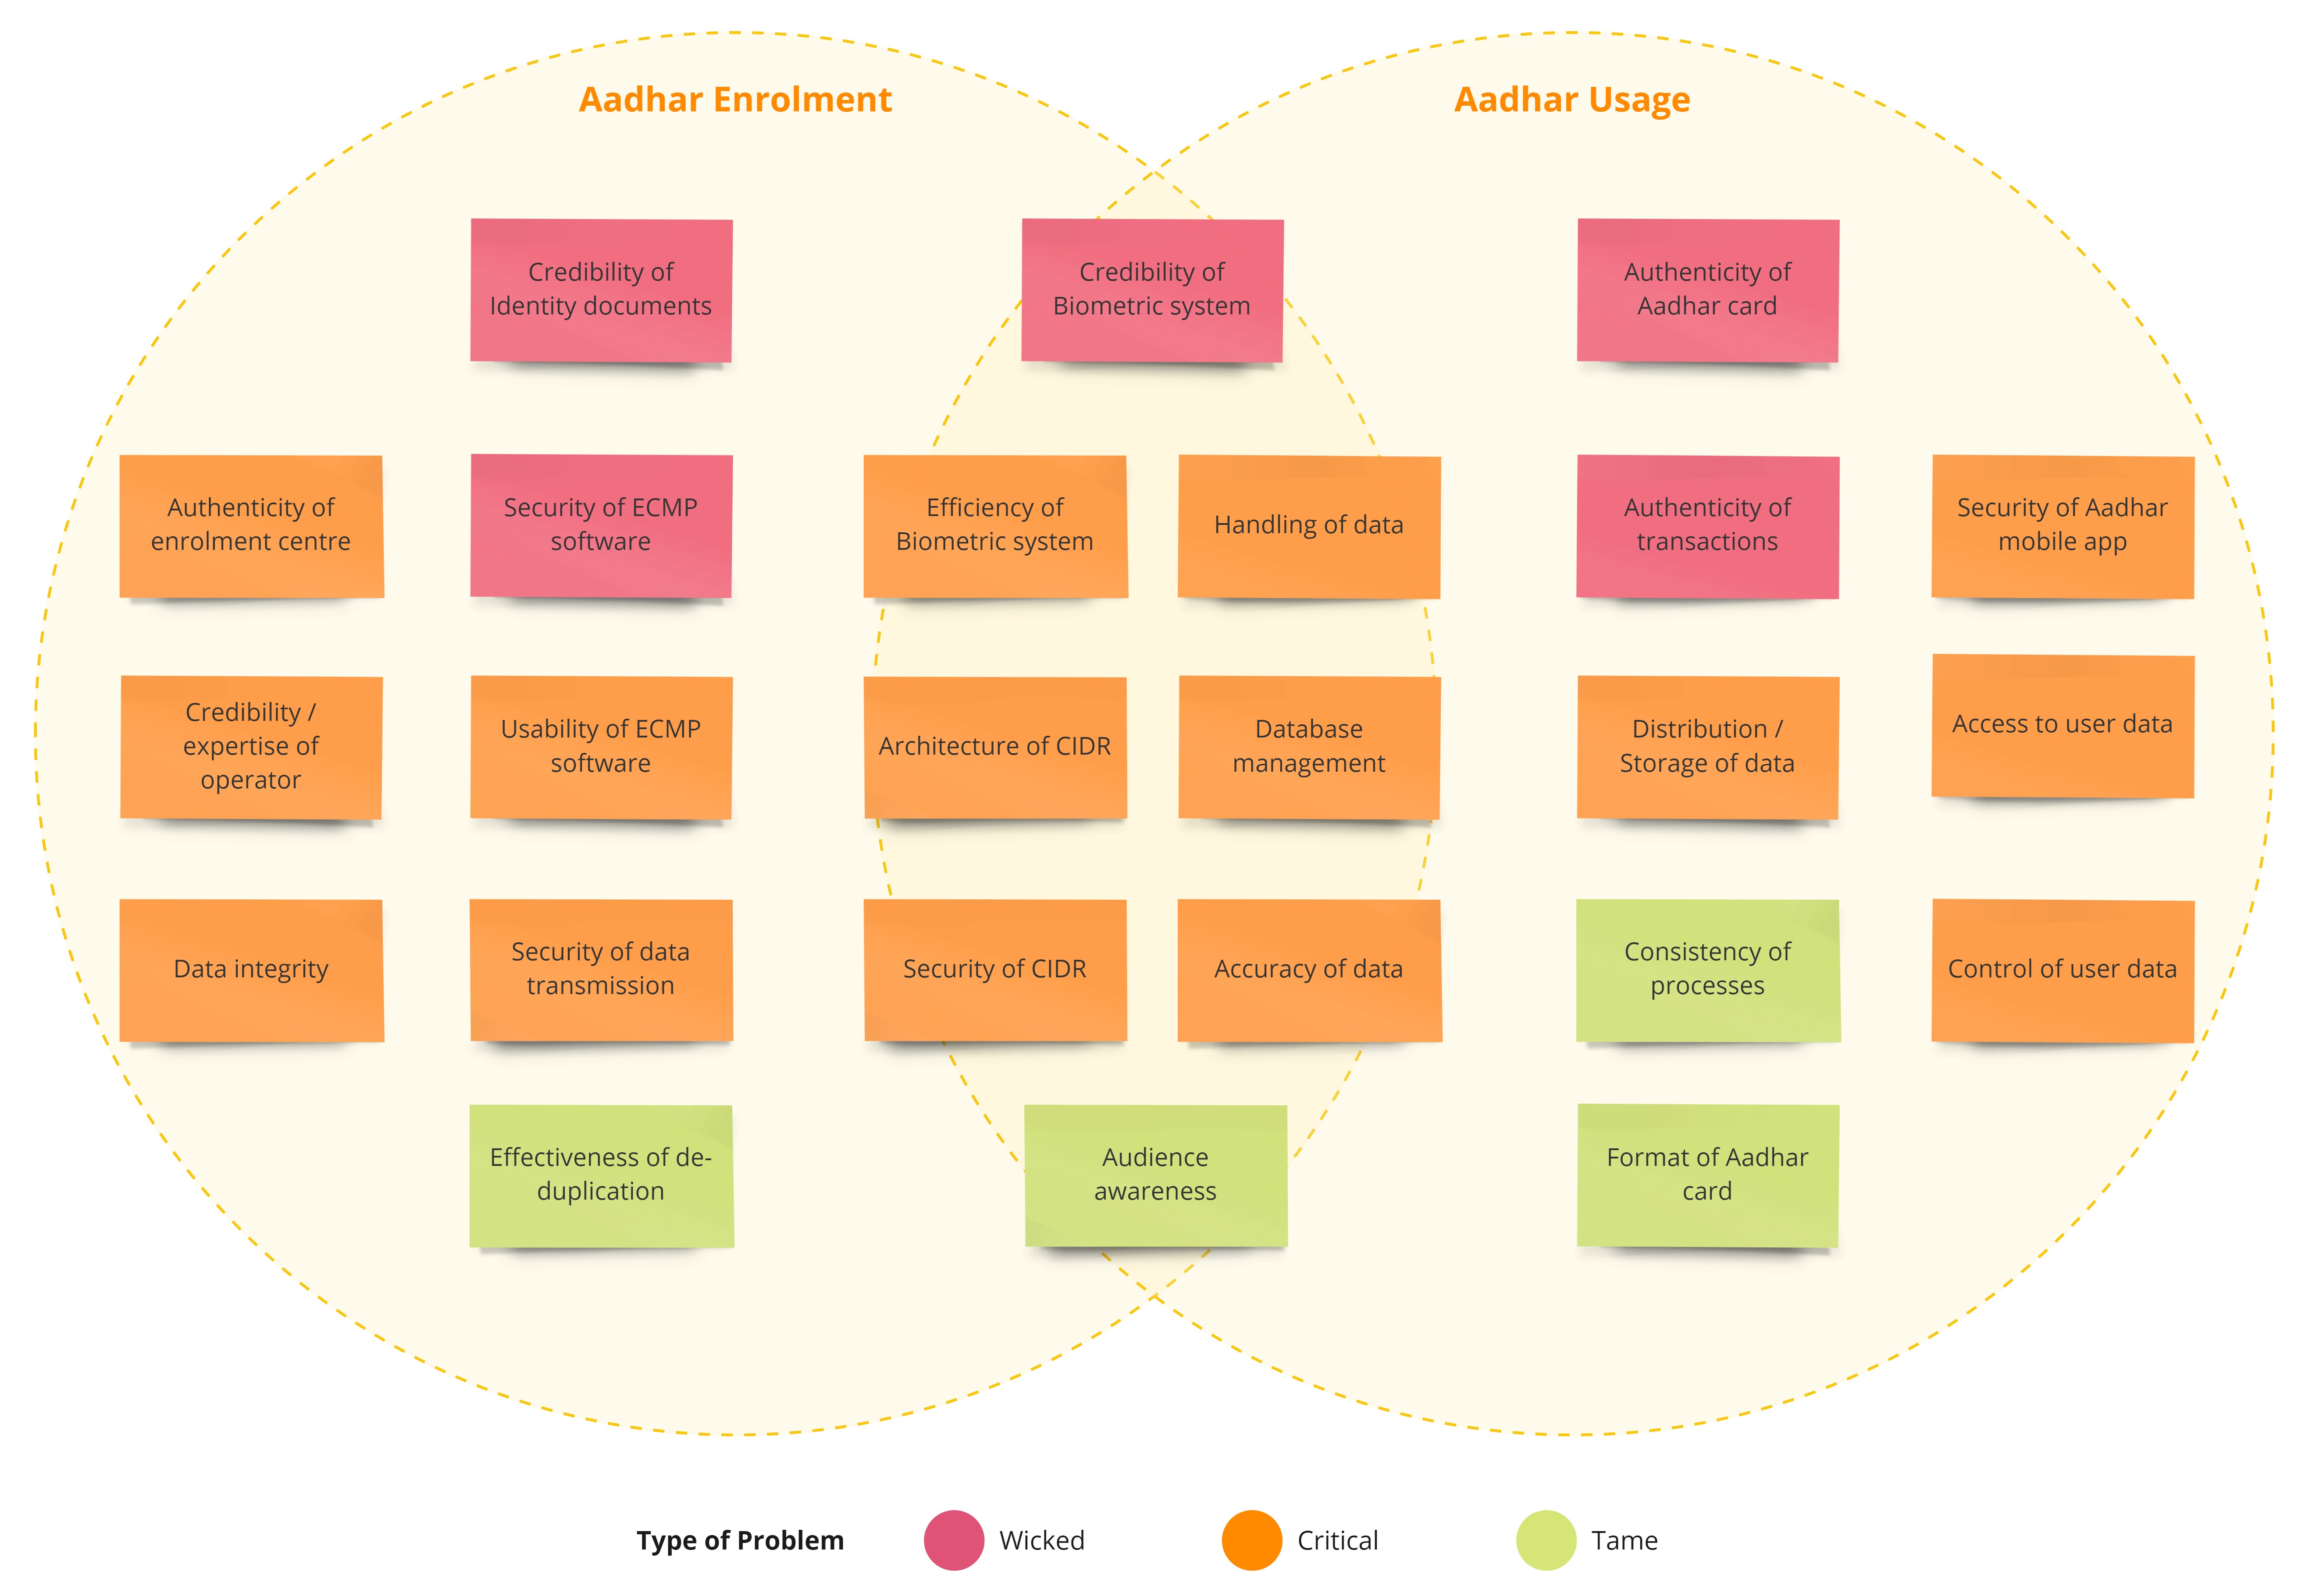 Aadhar Enrolment
Aadhar Usage
Credibility of
Identity documents
Credibility of
Biometric system
Authenticity of
Aadhar card
Authenticity of
enrolment centre
Security of ECMP
software
Efficiency of
Biometric system
Handling of data
Authenticity of
transactions
Security of Aadhar
mobile app
Credibility /
expertise of
operator
Usability of ECMP
software
Architecture of CIDR
Database
management
Distribution /
Storage of data
Access to user data
Data integrity
Security of data
transmission
Security of CIDR
Accuracy of data
Consistency of
processes
Control of user data
Effectiveness of de-
duplication
Audience
awareness
Format of Aadhar
card
Type of Problem
Wicked
Critical
Tame